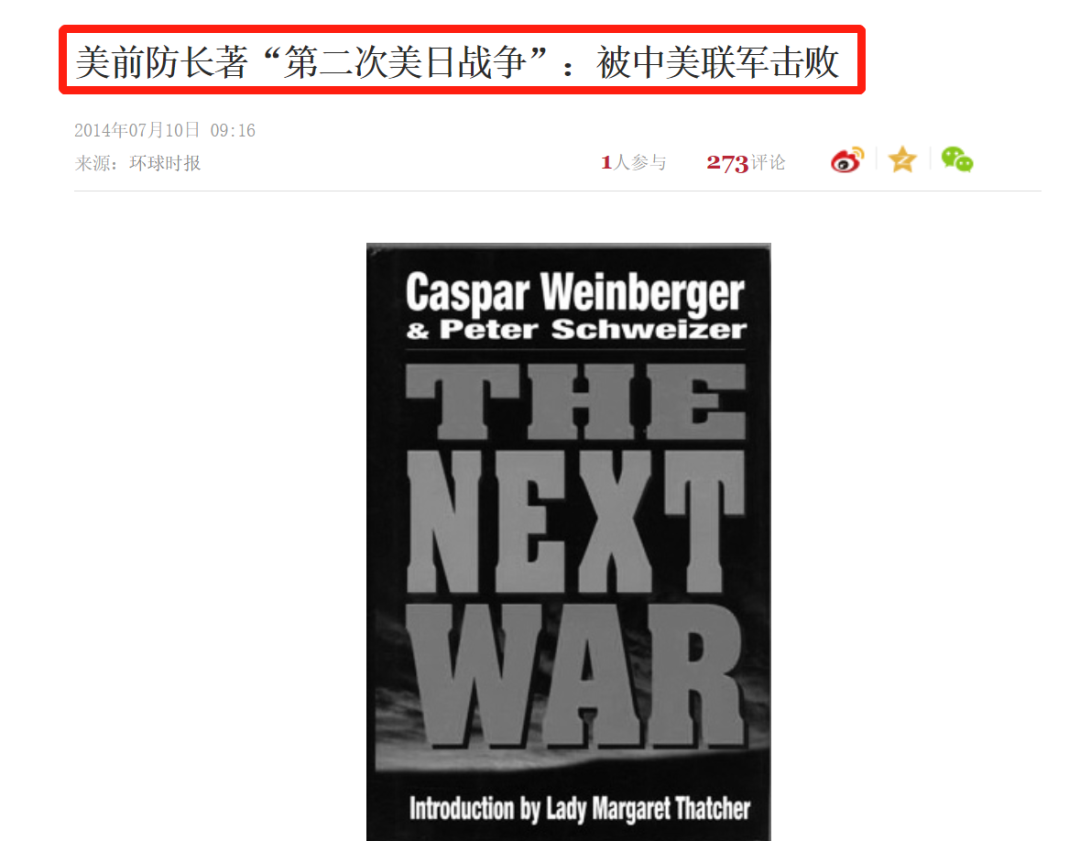 美前防长著“第二次美日战争”：被中美联军击败
2014年07月10日 09:16
来源：环球时报
1人参与 273评论
Caspar Weinberger
& Peter Schweizer
THE
NEXT
WAR
Introduction by Lady Margaret Thatcher